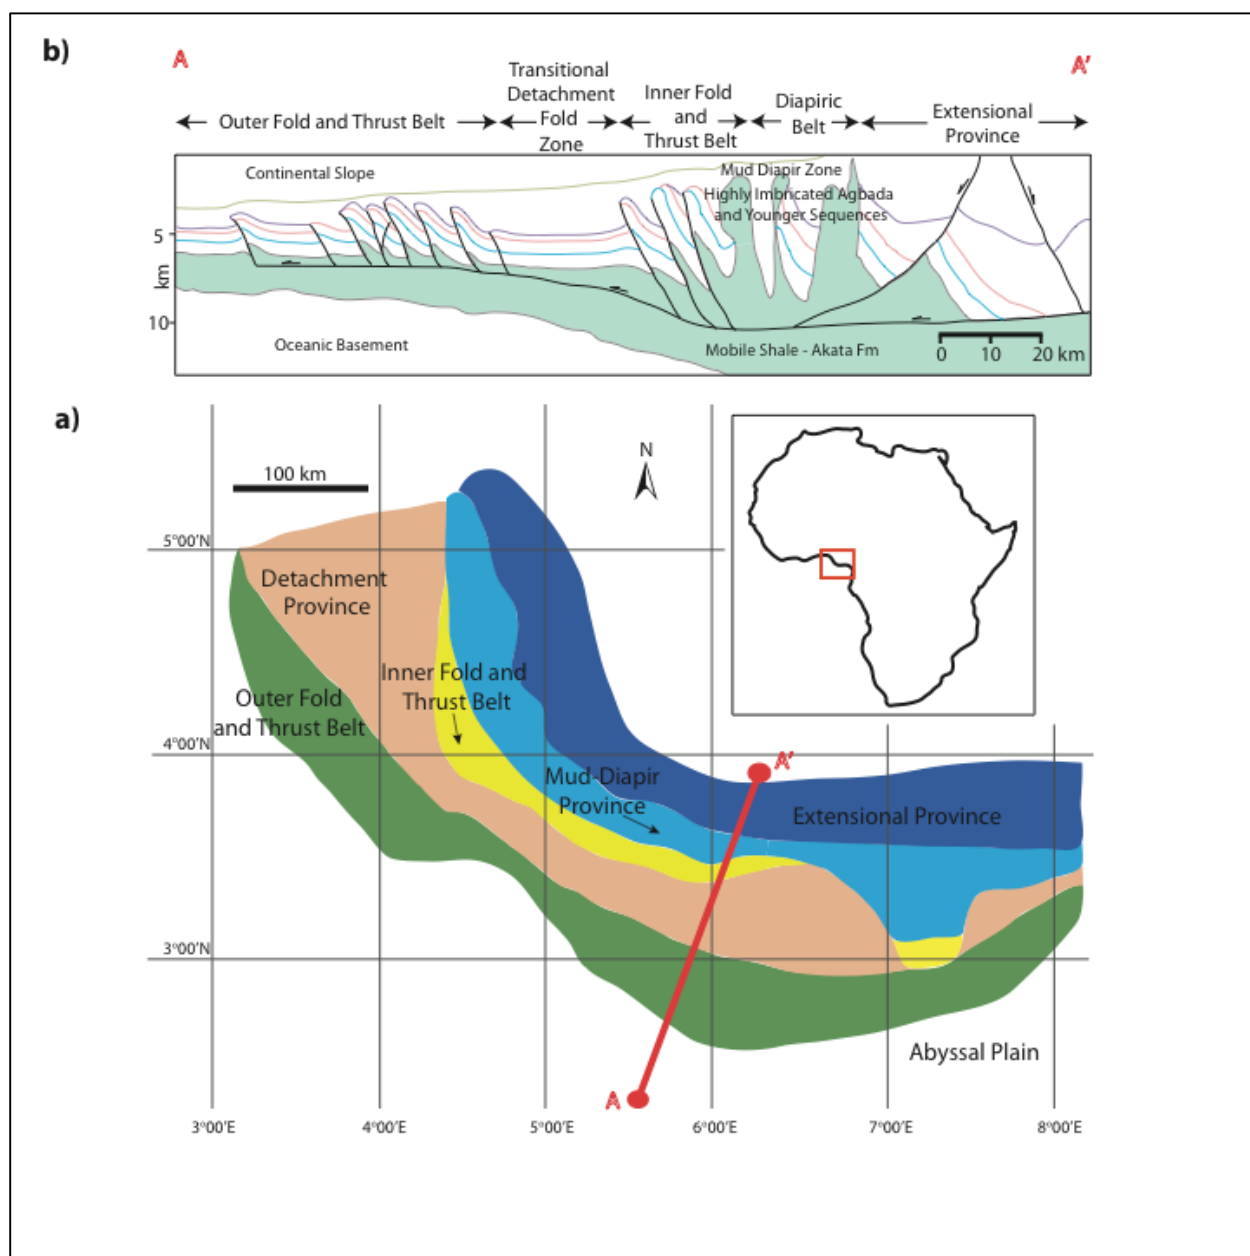 b)
A
A'
Outer Fold and Thrust Belt
Transitional
Detachment
Fold
Zone
Inner Fold
and
Thrust Belt
Diapiric
Belt
Extensional
Province
Continental Slope
Mud Diapir Zone
Highly Imbricated Agbada
and Younger Sequences
5
km
10
Oceanic Basement
Mobile Shale - Akata Fm
0 10 20 km
a)
100 km
N
5°00'N
Detachment
Province
Inner Fold and
Thrust Belt
Outer Fold
and Thrust Belt
4°00'N
A'
Mud-Diapir
Province
Extensional Province
3°00'N
Abyssal Plain
A
3°00'E 4°00'E 5°00'E 6°00'E 7°00'E 8°00'E